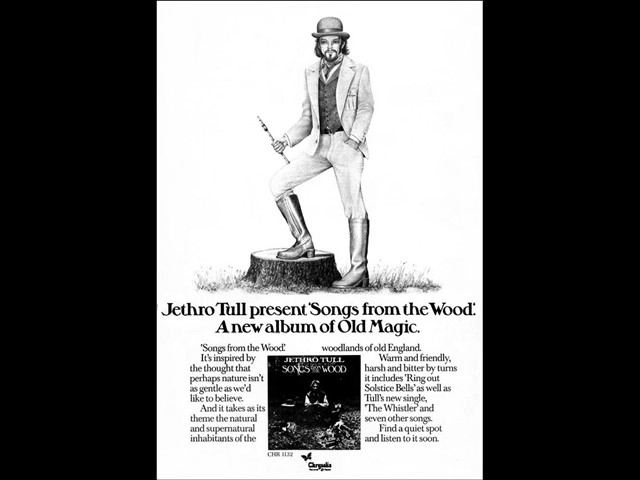 Jethro Tull present 'Songs from the Wood'.
A new album of Old Magic.
'Songs from the Wood.'
It's inspired by
the thought that
perhaps nature isn't
as gentle as we'd
like to believe.
And it takes as its
theme the natural
and supernatural
inhabitants of the
woodlands of old England.
Warm and friendly,
harsh and bitter by turns
it includes 'Ring out
Solstice Bells' as well as
Tull's new single,
'The Whistler' and
seven other songs.
Find a quiet spot
and listen to it soon.
JETHRO TULL
SONGS FROM THE WOOD
CHR 1132
Chrysalis